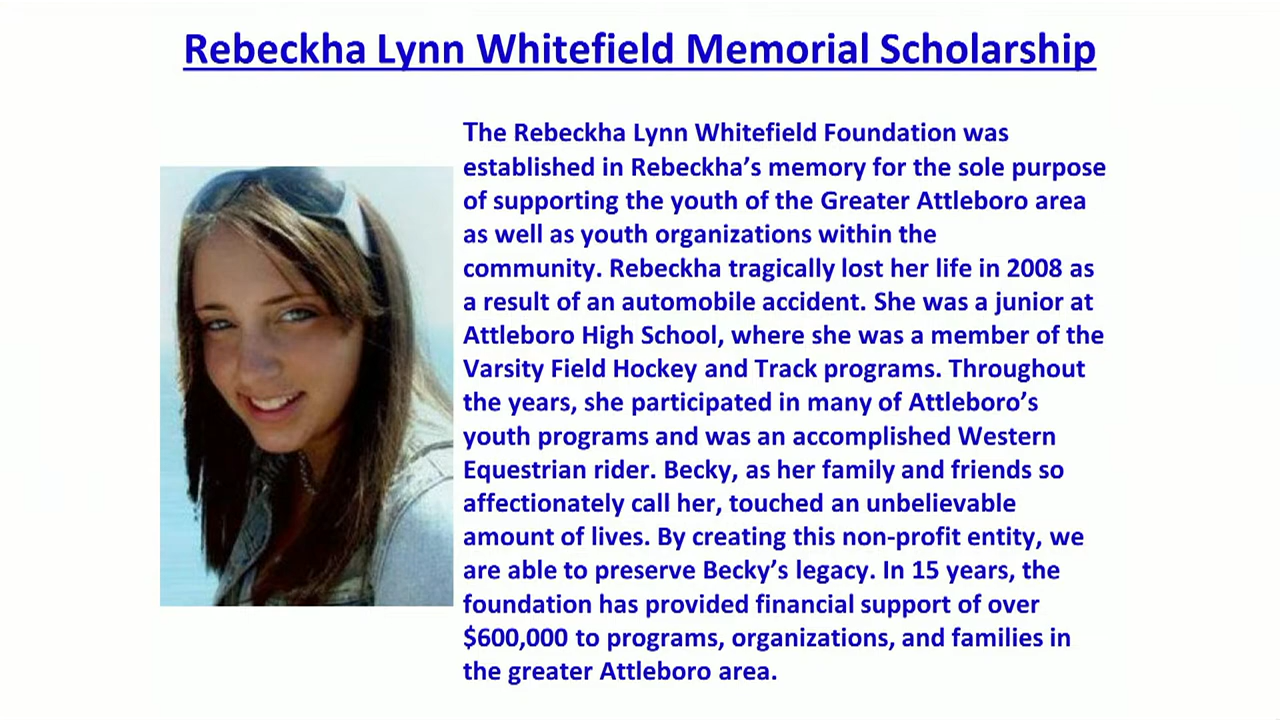 Rebeckha Lynn Whitefield Memorial Scholarship
The Rebeckha Lynn Whitefield Foundation was
established in Rebeckha’s memory for the sole purpose
of supporting the youth of the Greater Attleboro area
as well as youth organizations within the
community. Rebeckha tragically lost her life in 2008 as
a result of an automobile accident. She was a junior at
Attleboro High School, where she was a member of the
Varsity Field Hockey and Track programs. Throughout
the years, she participated in many of Attleboro’s
youth programs and was an accomplished Western
Equestrian rider. Becky, as her family and friends so
affectionately call her, touched an unbelievable
amount of lives. By creating this non-profit entity, we
are able to preserve Becky’s legacy. In 15 years, the
foundation has provided financial support of over
$600,000 to programs, organizations, and families in
the greater Attleboro area.